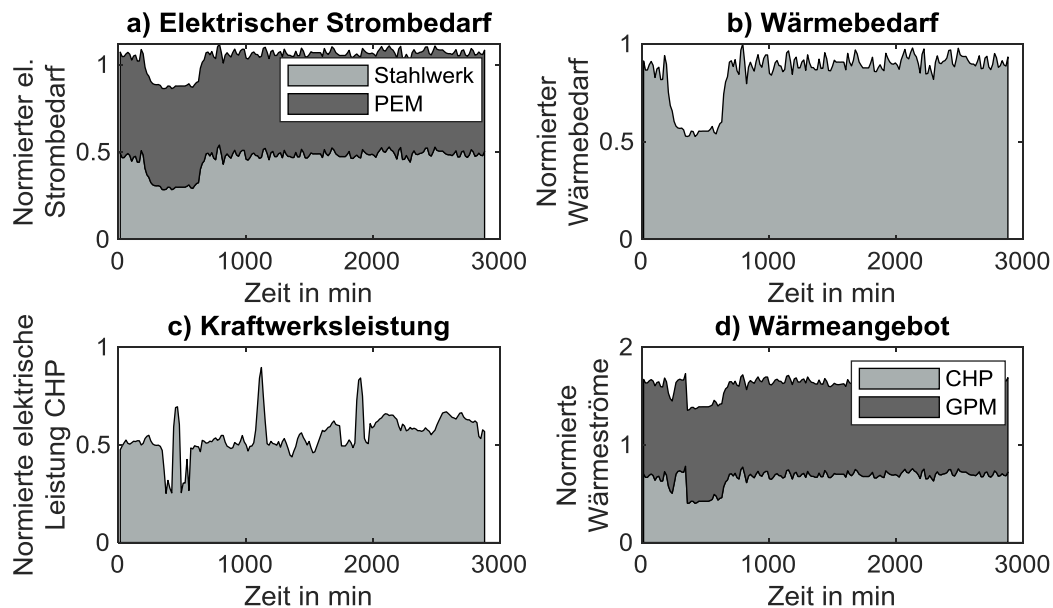 a) Elektrischer Strombedarf
Normierter el.
Strombedarf
1
0.5
0
Stahlwerk
PEM
0 1000 2000 3000
Zeit in min
b) Wärmebedarf
Normierter
Wärmebedarf
1
0.5
0
0 1000 2000 3000
Zeit in min
c) Kraftwerksleistung
Normierte elektrische
Leistung CHP
1
0.5
0
0 1000 2000 3000
Zeit in min
d) Wärmeangebot
Normierte
Wärmeströme
2
1
0
CHP
GPM
0 1000 2000 3000
Zeit in min